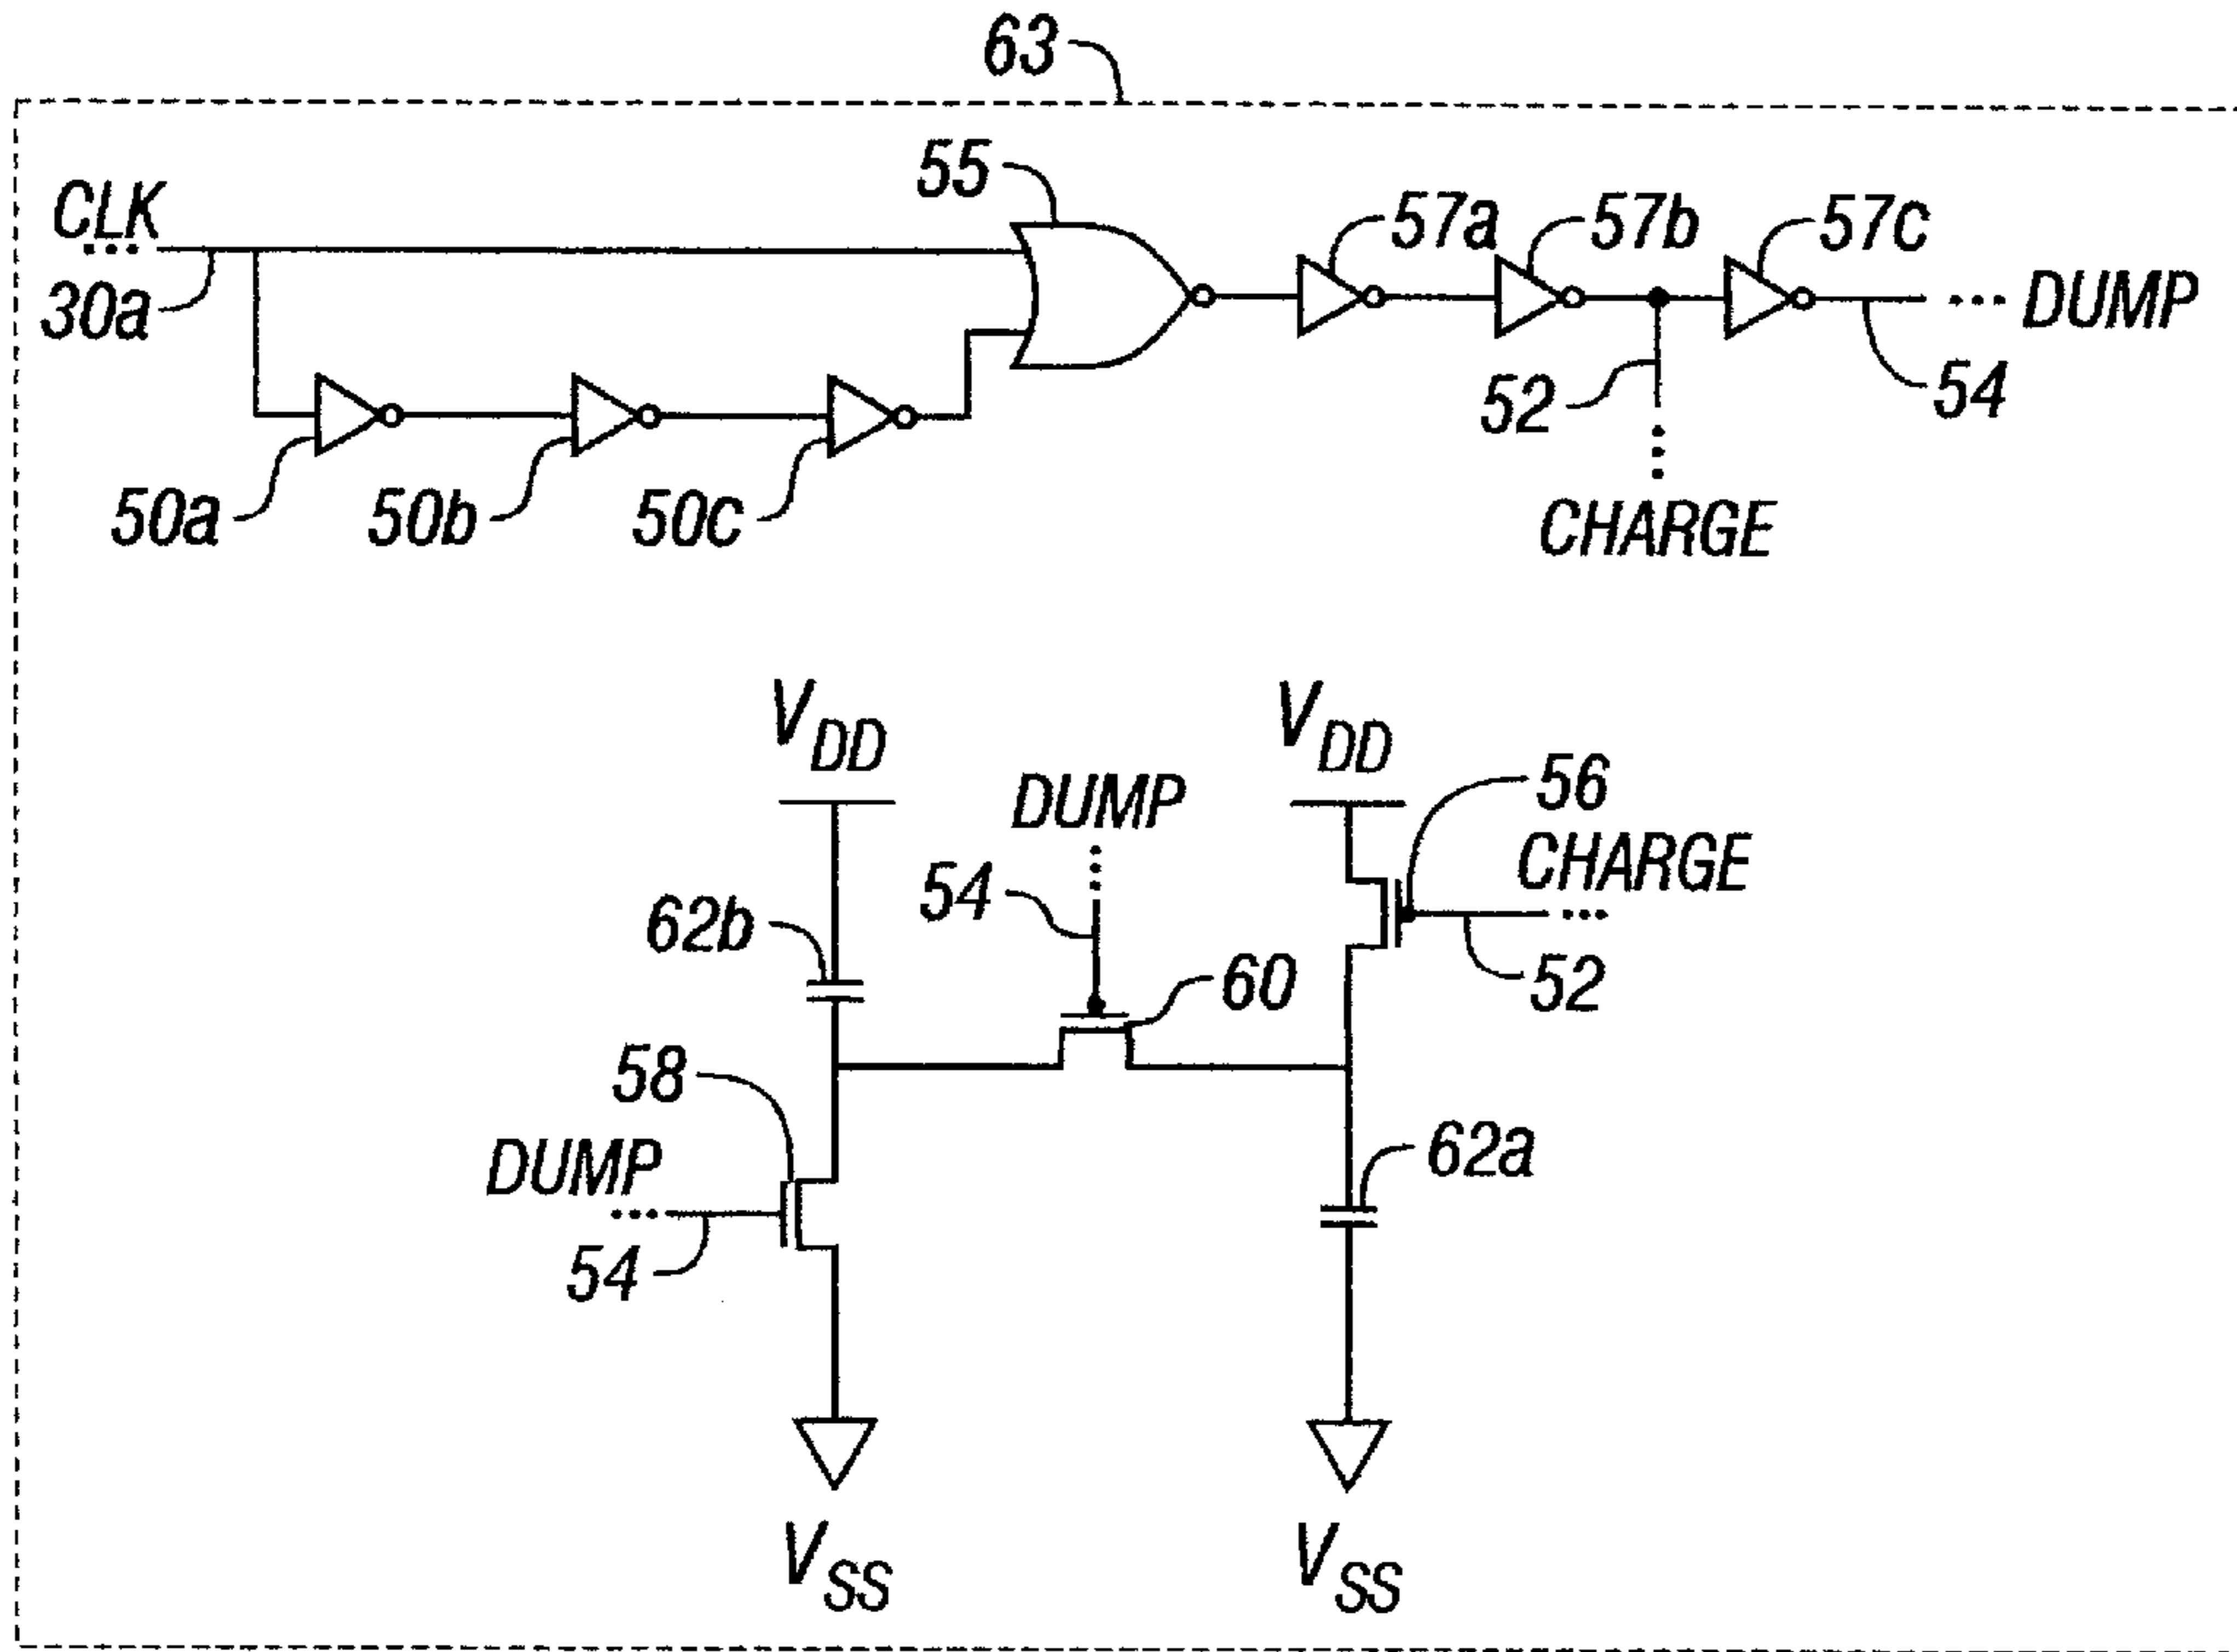 63
55
57a
57b
57c
CLK
30a
DUMP
52
54
50a
50b
50c
CHARGE
VDD
VDD
56
DUMP
CHARGE
54
62b
60
52
58
62a
DUMP
54
VSS
VSS